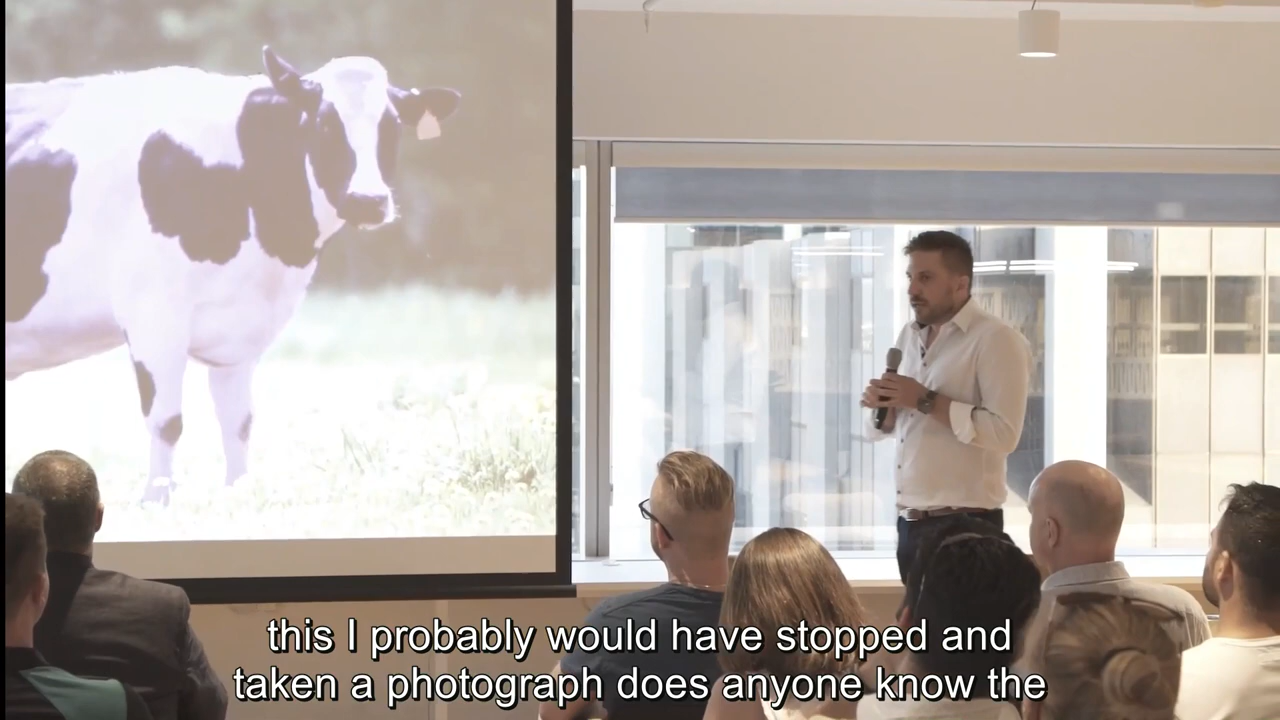 this I probably would have stopped and
taken a photograph does anyone know the